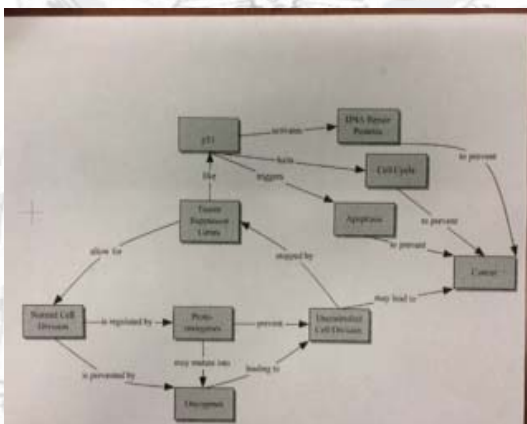 p53
activates
DNA Repair
Proteins
halts
Cell Cycle
triggers
Apoptosis
to prevent
to prevent
to prevent
Cancer
like
Tumor
Suppressor
Genes
allow for
stopped by
may lead to
Normal Cell
Division
is regulated by
Proto-
oncogenes
prevent
Uncontrolled
Cell Division
may mutate into
is prevented by
leading to
Oncogenes